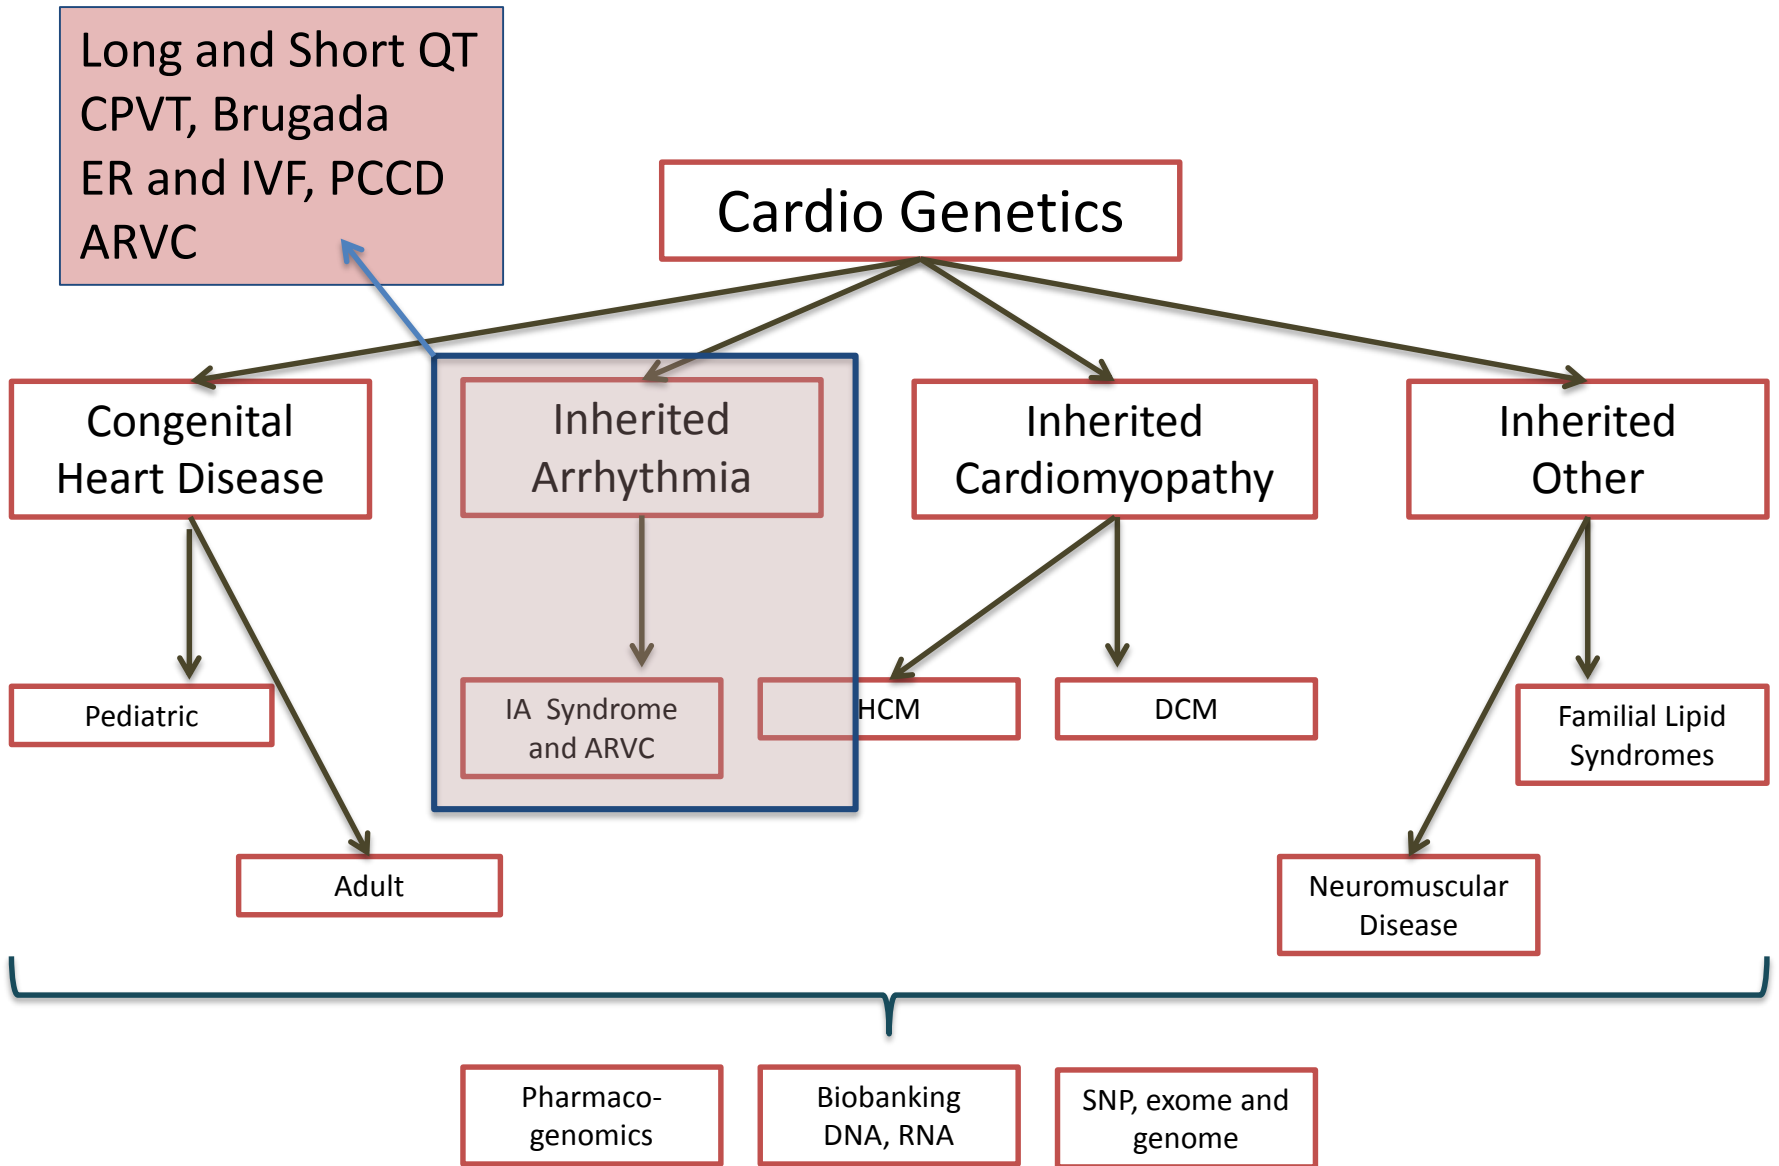 Long and Short QT
CPVT, Brugada
ER and IVF, PCCD
ARVC
Cardio Genetics
Congenital
Heart Disease
Inherited
Arrhythmia
Inherited
Cardiomyopathy
Inherited
Other
Pediatric
IA Syndrome
and ARVC
HCM
DCM
Familial Lipid
Syndromes
Adult
Neuromuscular
Disease
Pharmaco-
genomics
Biobanking
DNA, RNA
SNP, exome and
genome